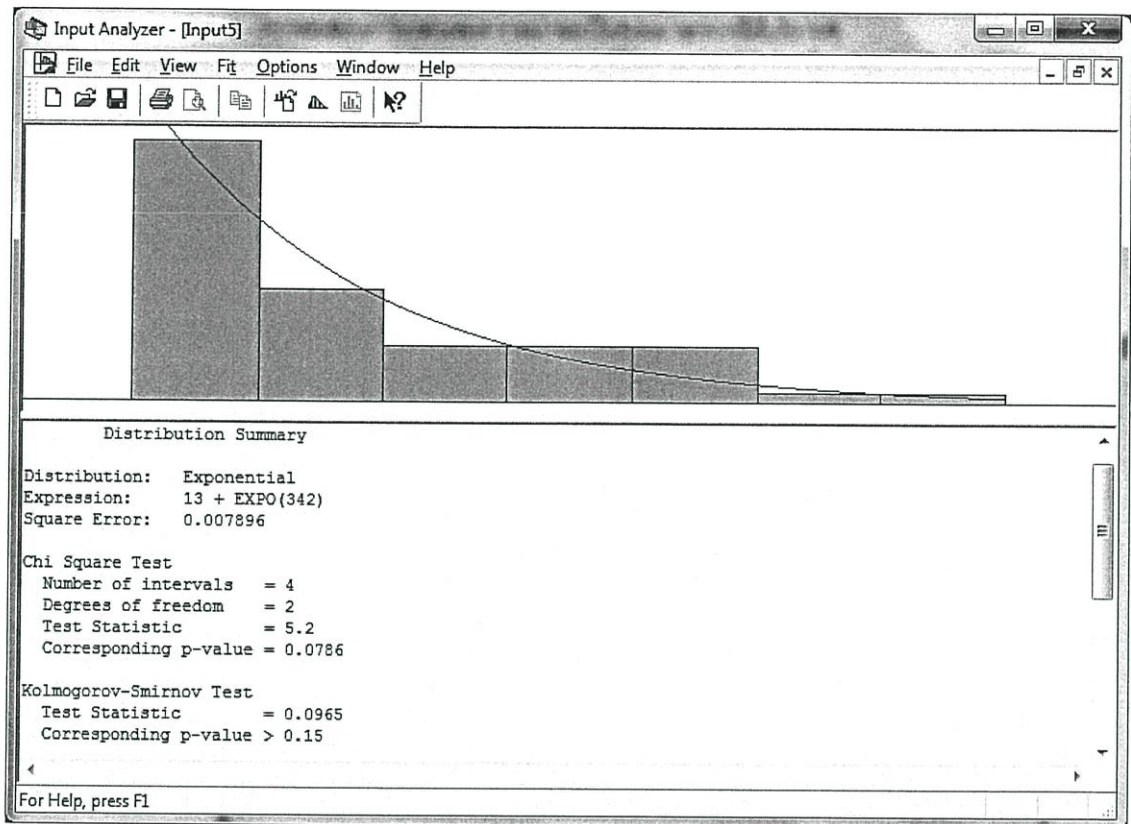 Input Analyzer - [Input5]
File Edit View Fit Options Window Help
Distribution Summary
Distribution: Exponential
Expression: 13 + EXPO(342)
Square Error: 0.007896
Chi Square Test
Number of intervals = 4
Degrees of freedom = 2
Test Statistic = 5.2
Corresponding p-value = 0.0786
Kolmogorov-Smirnov Test
Test Statistic = 0.0965
Corresponding p-value > 0.15
For Help, press F1